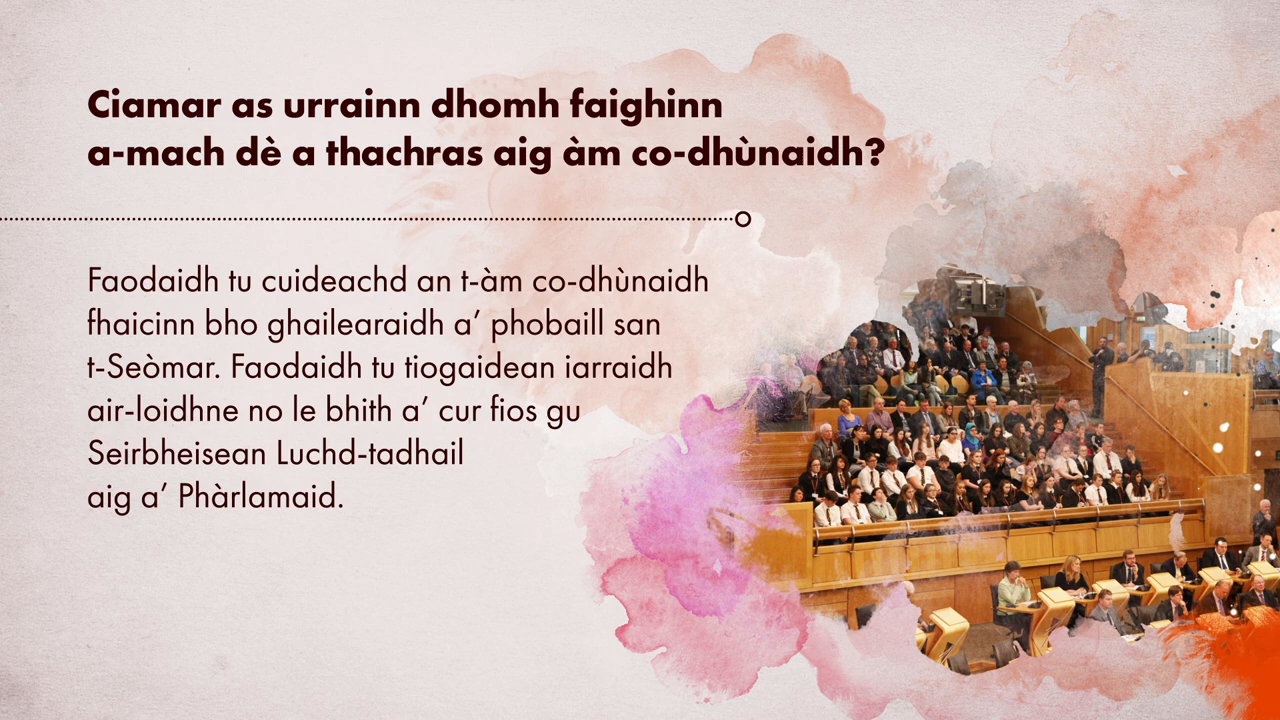 Ciamar as urrainn dhomh faighinn
a-mach dè a thachras aig àm co-dhùnaidh?
Faodaidh tu cuideachd an t-àm co-dhùnaidh
fhaicinn bho ghailearaidh a’ phobaill san
t-Seòmar. Faodaidh tu tiogaidean iarraidh
air-loidhne no le bhith a’ cur fios gu
Seirbheisean Luchd-tadhail
aig a’ Phàrlamaid.